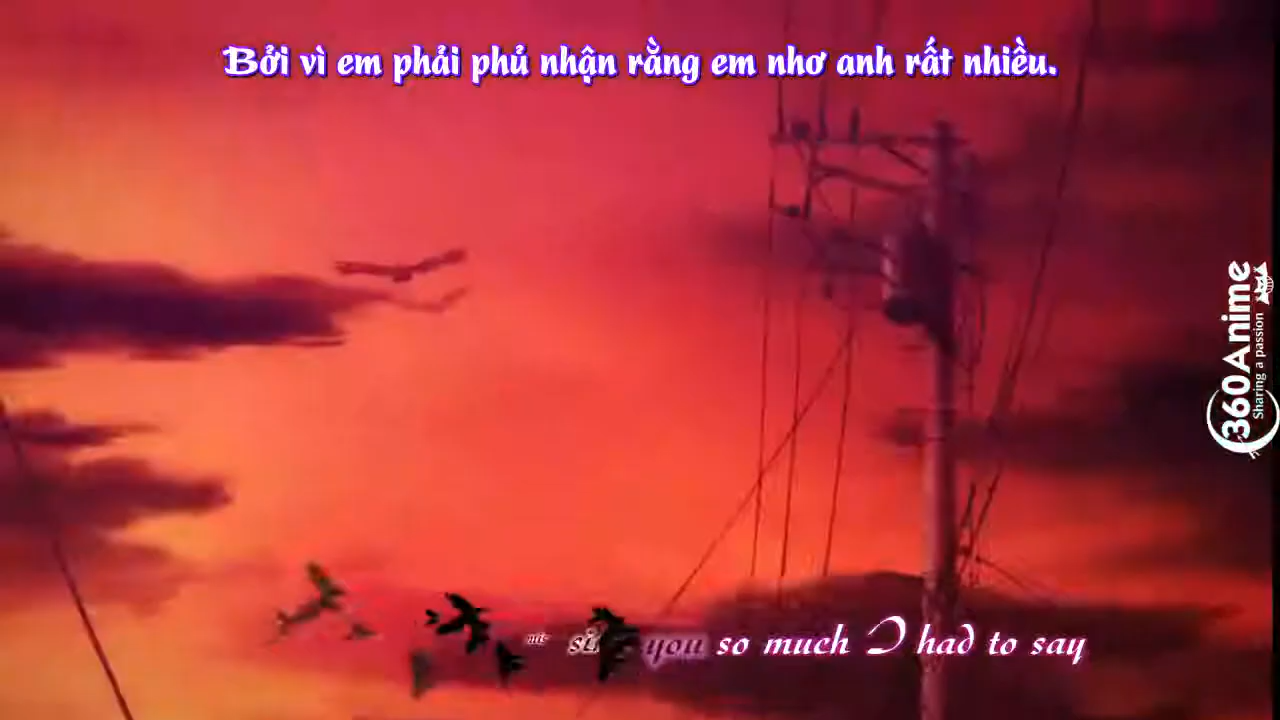 Bởi vì em phải phủ nhận rằng em nhơ anh rất nhiều.
you so much I had to say
360Anime
Sharing a passion